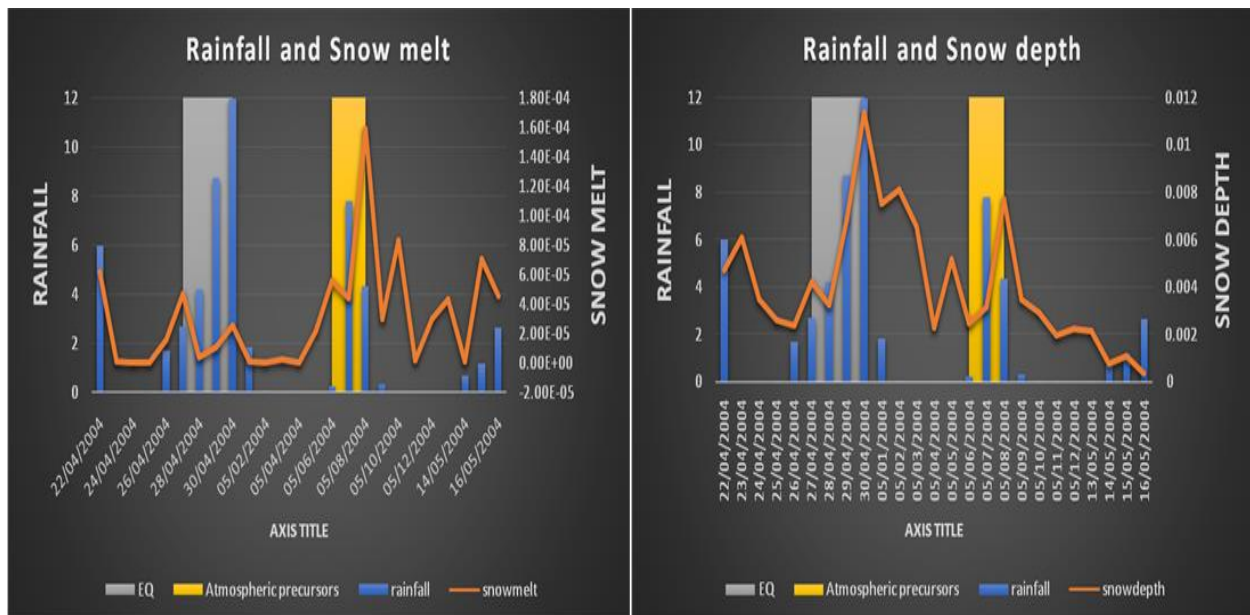 Rainfall and Snow melt
12
10
8
6
4
2
0
RAINFALL
1.80E-04
1.60E-04
1.40E-04
1.20E-04
1.00E-04
8.00E-05
6.00E-05
4.00E-05
2.00E-05
0.00E+00
-2.00E-05
SNOW MELT
22/04/2004
24/04/2004
26/04/2004
28/04/2004
30/04/2004
05/02/2004
05/04/2004
05/06/2004
05/08/2004
05/10/2004
05/12/2004
14/05/2004
16/05/2004
AXIS TITLE
EQ Atmospheric precursors rainfall snowmelt
Rainfall and Snow depth
12
10
8
6
4
2
0
RAINFALL
0.012
0.01
0.008
0.006
0.004
0.002
0
SNOW DEPTH
22/04/2004
23/04/2004
24/04/2004
25/04/2004
26/04/2004
27/04/2004
28/04/2004
29/04/2004
30/04/2004
05/01/2004
05/02/2004
05/03/2004
05/04/2004
05/05/2004
05/06/2004
05/07/2004
05/08/2004
05/09/2004
05/10/2004
05/11/2004
05/12/2004
13/05/2004
14/05/2004
15/05/2004
16/05/2004
AXIS TITLE
EQ Atmospheric precursors rainfall snowdepth